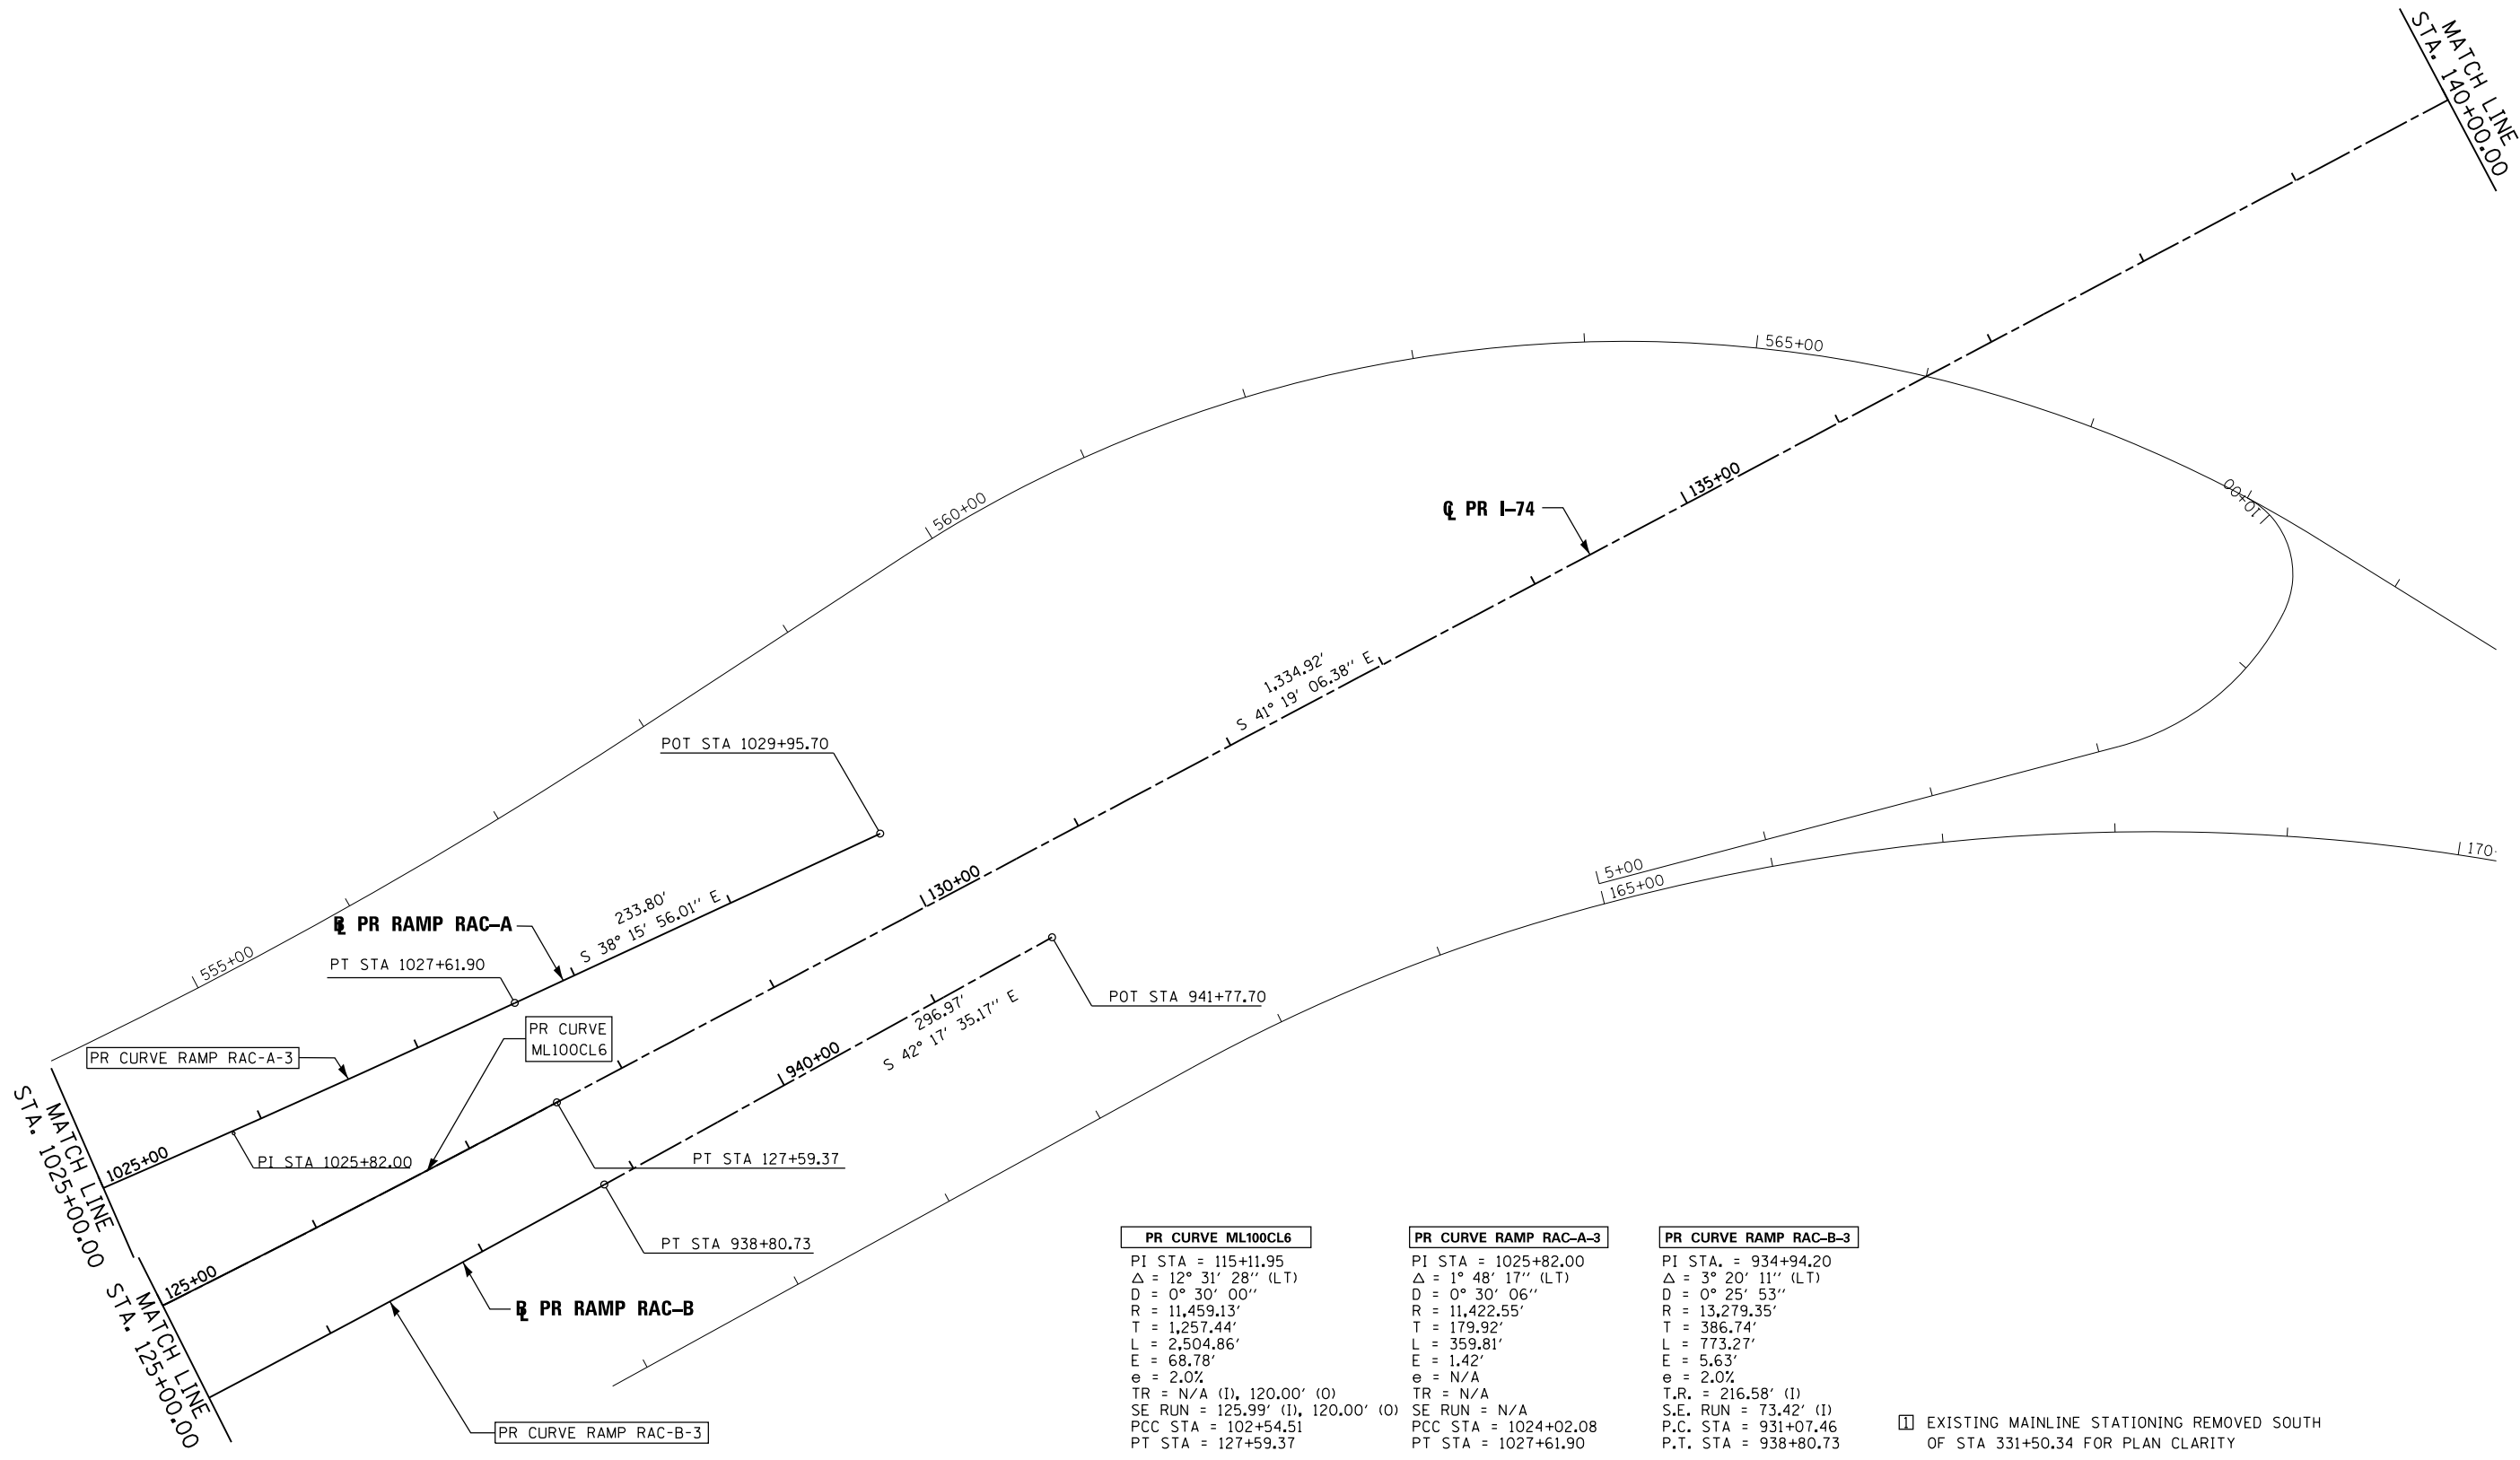 MATCH LINE
STA. 140+00.00
565+00
560+00
10+00
135+00
℄ PR I-74
1,334.92'
S 41° 19' 06.38" E
POT STA 1029+95.70
5+00
165+00
170
130+00
233.80'
S 38° 15' 56.01" E
BL PR RAMP RAC-A
555+00
PT STA 1027+61.90
POT STA 941+77.70
296.97'
S 42° 17' 35.17" E
PR CURVE
ML100CL6
PR CURVE RAMP RAC-A-3
940+00
MATCH LINE
STA. 1025+00.00
1025+00
PI STA 1025+82.00
PT STA 127+59.37
PT STA 938+80.73
125+00
MATCH LINE
STA. 125+00.00
BL PR RAMP RAC-B
PR CURVE RAMP RAC-B-3
PR CURVE ML100CL6
PI STA = 115+11.95
Δ = 12° 31' 28" (LT)
D = 0° 30' 00"
R = 11,459.13'
T = 1,257.44'
L = 2,504.86'
E = 68.78'
e = 2.0%
TR = N/A (I), 120.00' (O)
SE RUN = 125.99' (I), 120.00' (O)
PCC STA = 102+54.51
PT STA = 127+59.37
PR CURVE RAMP RAC-A-3
PI STA = 1025+82.00
Δ = 1° 48' 17" (LT)
D = 0° 30' 06"
R = 11,422.55'
T = 179.92'
L = 359.81'
E = 1.42'
e = N/A
TR = N/A
SE RUN = N/A
PCC STA = 1024+02.08
PT STA = 1027+61.90
PR CURVE RAMP RAC-B-3
PI STA. = 934+94.20
Δ = 3° 20' 11" (LT)
D = 0° 25' 53"
R = 13,279.35'
T = 386.74'
L = 773.27'
E = 5.63'
e = 2.0%
T.R. = 216.58' (I)
S.E. RUN = 73.42' (I)
P.C. STA = 931+07.46
P.T. STA = 938+80.73
1 EXISTING MAINLINE STATIONING REMOVED SOUTH
OF STA 331+50.34 FOR PLAN CLARITY